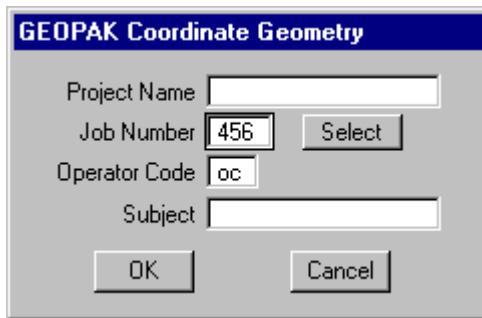 GEOPAK Coordinate Geometry
Project Name
Job Number 456 Select
Operator Code oc
Subject
OK Cancel